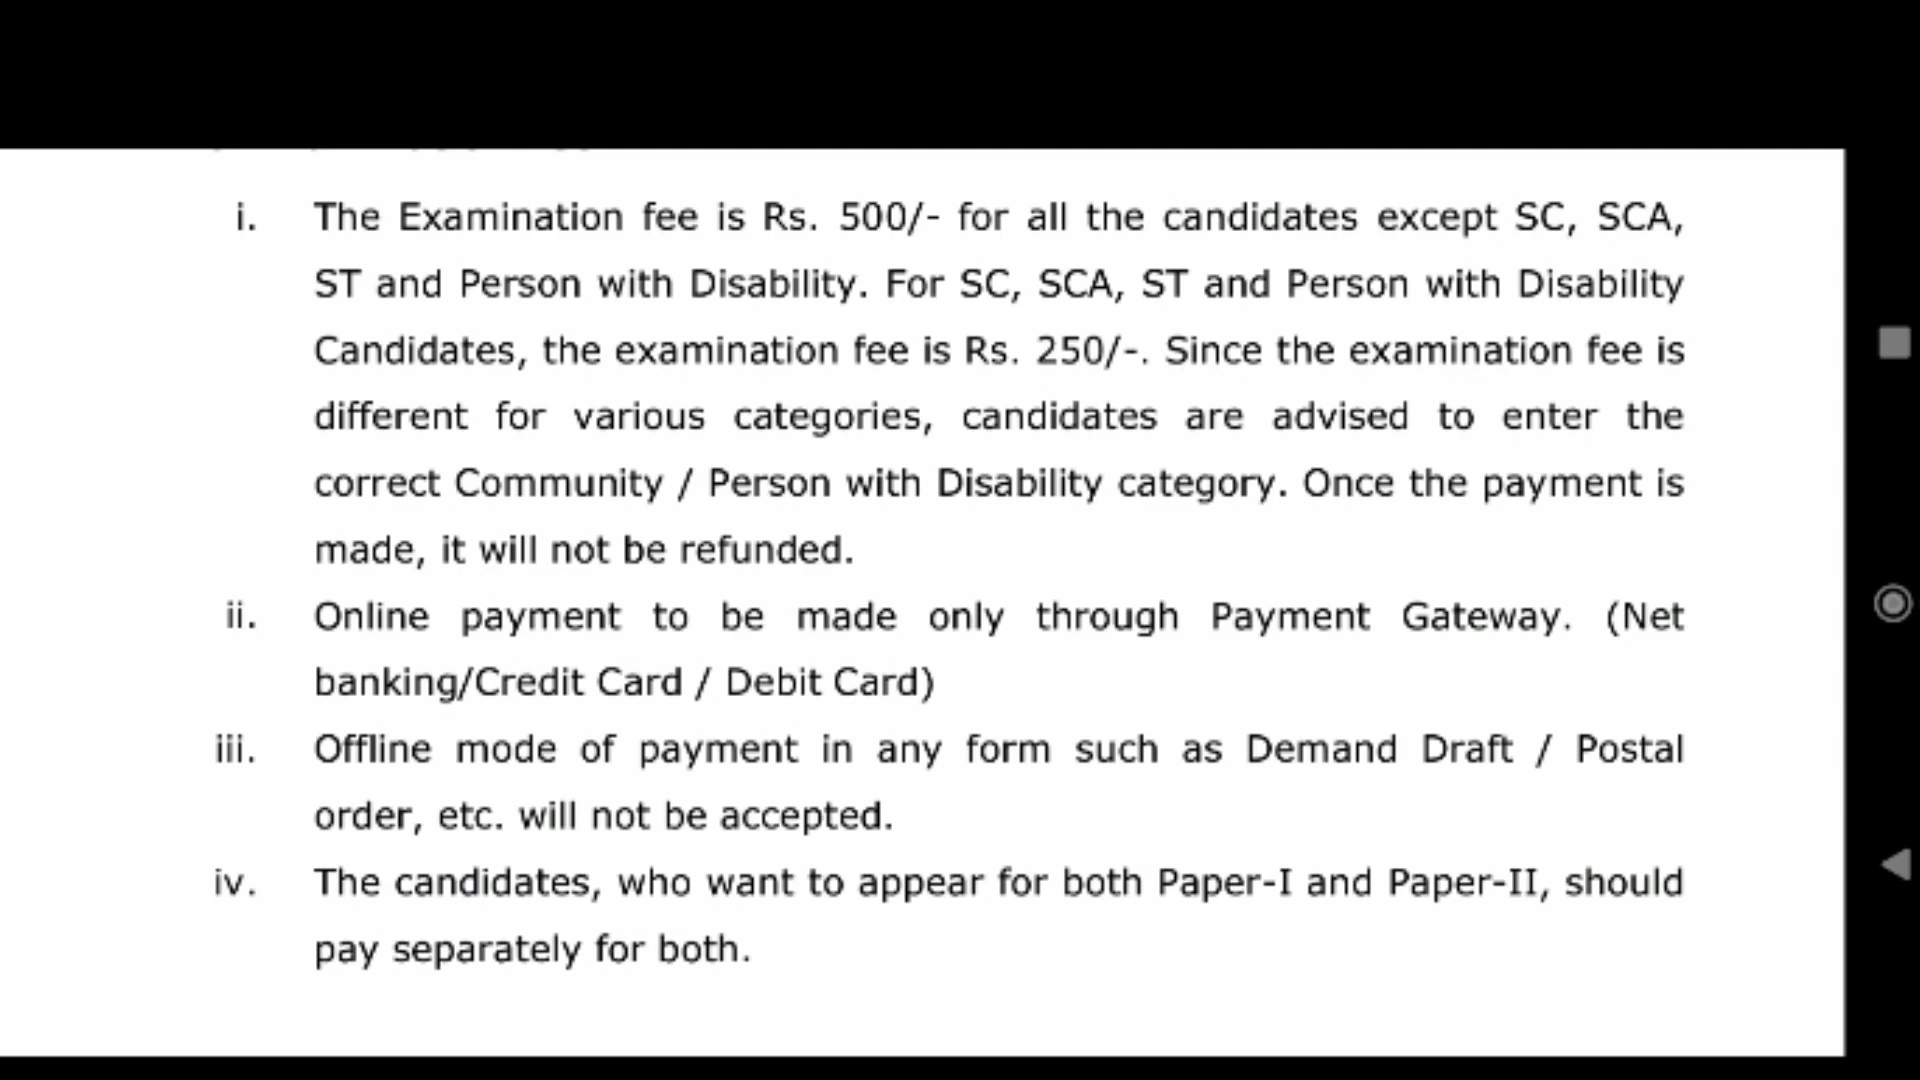 i. The Examination fee is Rs. 500/- for all the candidates except SC, SCA,
ST and Person with Disability. For SC, SCA, ST and Person with Disability
Candidates, the examination fee is Rs. 250/-. Since the examination fee is
different for various categories, candidates are advised to enter the
correct Community / Person with Disability category. Once the payment is
made, it will not be refunded.
ii. Online payment to be made only through Payment Gateway. (Net
banking/Credit Card / Debit Card)
iii. Offline mode of payment in any form such as Demand Draft / Postal
order, etc. will not be accepted.
iv. The candidates, who want to appear for both Paper-I and Paper-II, should
pay separately for both.